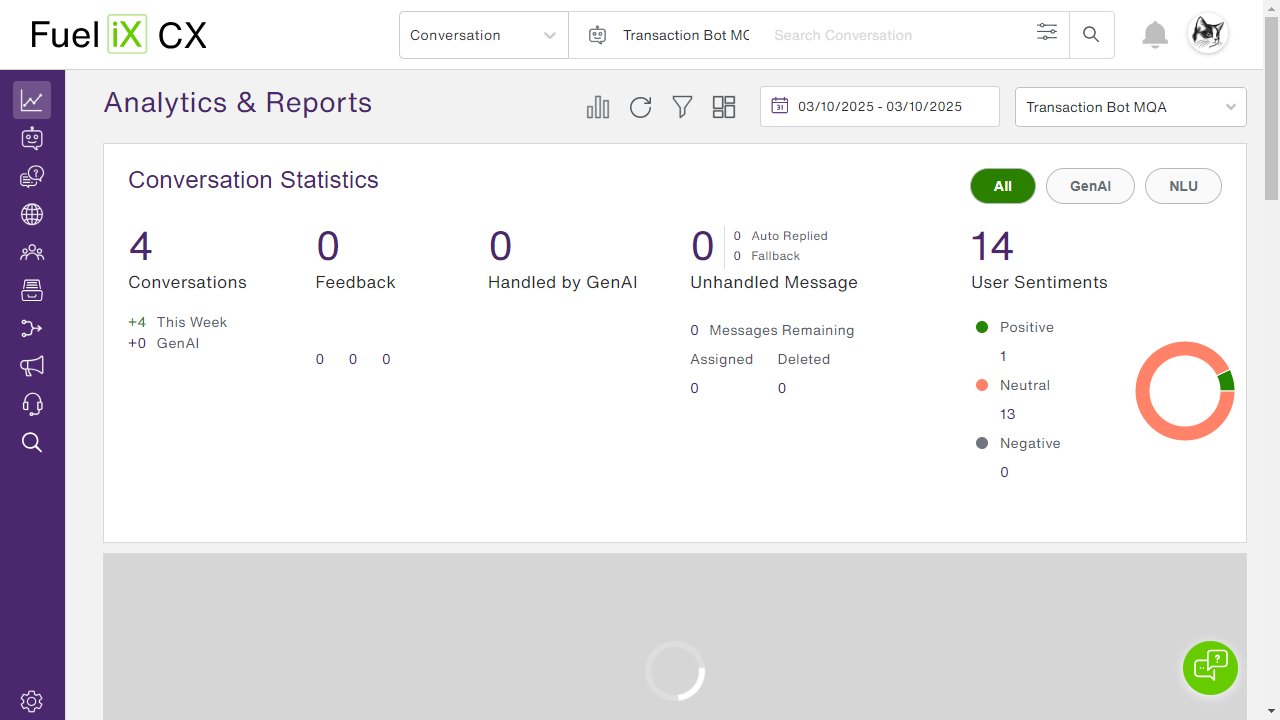 Fuel iX CX
Conversation
Transaction Bot MQ
Search Conversation
Analytics & Reports
31
03/10/2025 - 03/10/2025
Transaction Bot MQA
Conversation Statistics
All
GenAI
NLU
4
Conversations
+4 This Week
+0 GenAI
0
Feedback
0 0 0
0
Handled by GenAI
0
0 Auto Replied
0 Fallback
Unhandled Message
0 Messages Remaining
Assigned Deleted
0 0
14
User Sentiments
Positive
1
Neutral
13
Negative
0